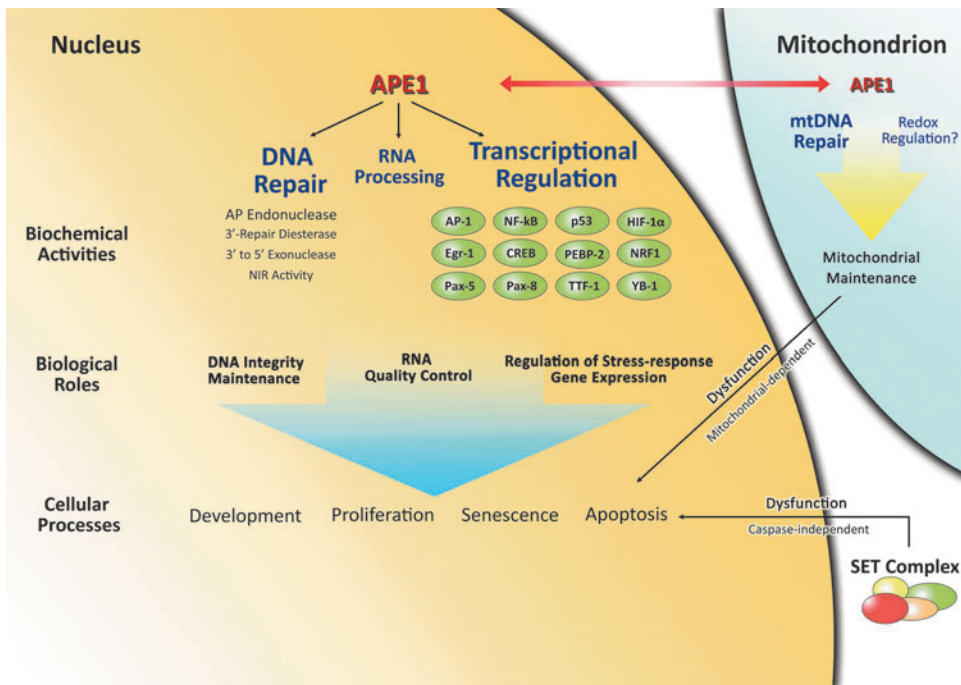 Nucleus
Mitochondrion
APE1
APE1
mtDNA
Repair
Redox
Regulation?
DNA
Repair
RNA
Processing
Transcriptional
Regulation
Biochemical
Activities
AP Endonuclease
3'-Repair Diesterase
3' to 5' Exonuclease
NIR Activity
AP-1
NF-kB
p53
HIF-1α
Egr-1
CREB
PEBP-2
NRF1
Pax-5
Pax-8
TTF-1
YB-1
Mitochondrial
Maintenance
Biological
Roles
DNA Integrity
Maintenance
RNA
Quality Control
Regulation of Stress-response
Gene Expression
Dysfunction
Mitochondrial-dependent
Cellular
Processes
Development
Proliferation
Senescence
Apoptosis
Dysfunction
Caspase-independent
SET Complex